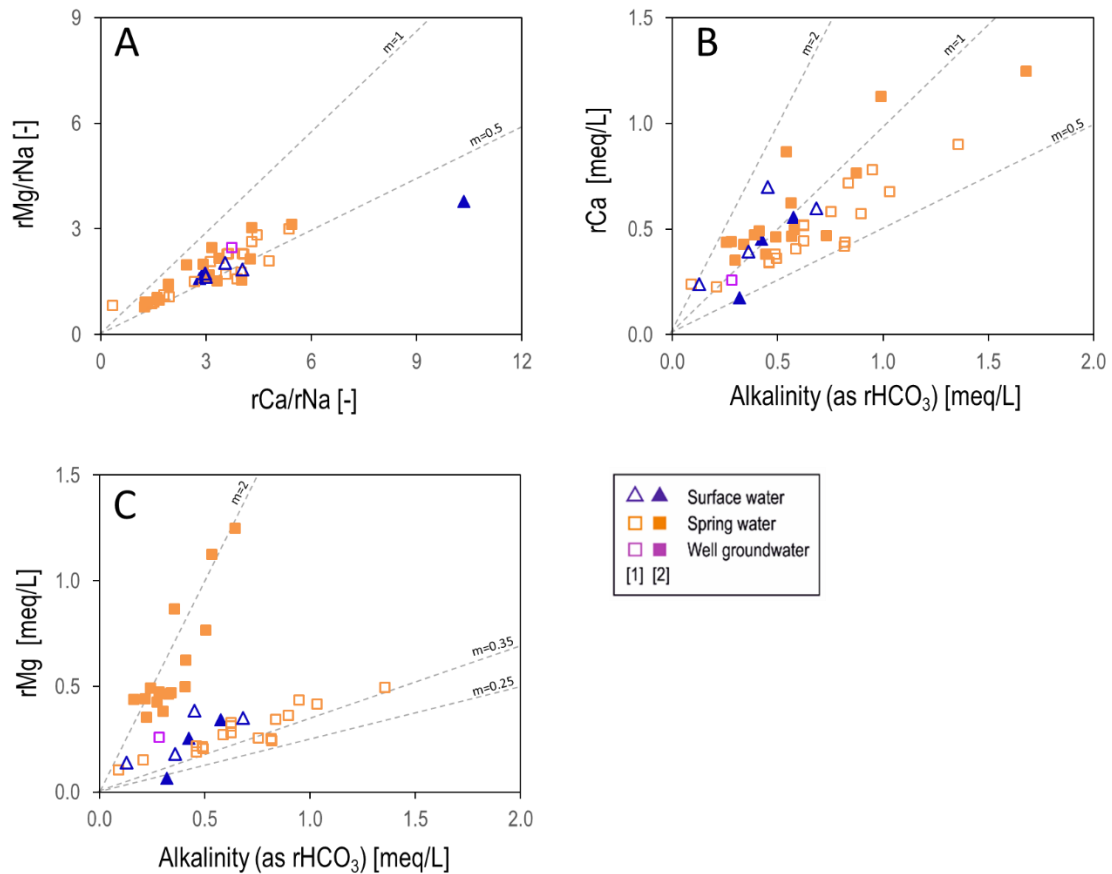 A
rMg/rNa [-]
9
6
3
0
m=1
m=0.5
0 3 6 9 12
rCa/rNa [-]
B
rCa [meq/L]
1.5
1.0
0.5
0.0
m=2
m=1
m=0.5
0.0 0.5 1.0 1.5 2.0
Alkalinity (as rHCO₃) [meq/L]
C
rMg [meq/L]
1.5
1.0
0.5
0.0
m=2
m=0.35
m=0.25
0.0 0.5 1.0 1.5 2.0
Alkalinity (as rHCO₃) [meq/L]
Surface water
Spring water
Well groundwater
[1] [2]